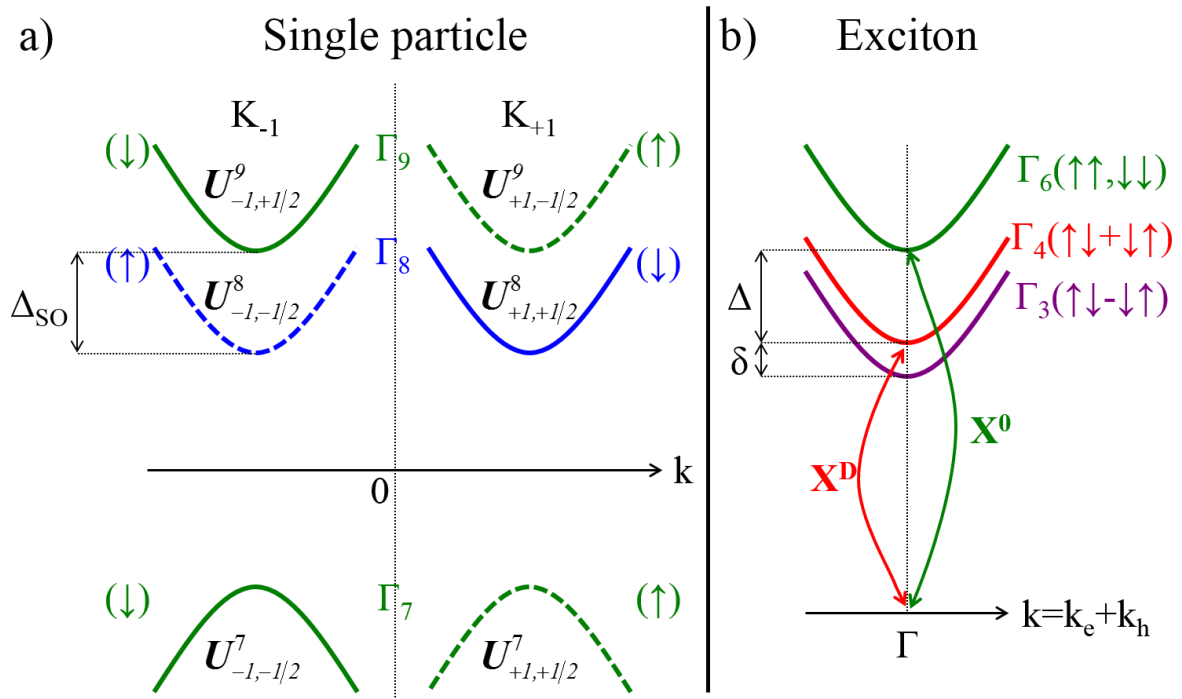 a) Single particle
b) Exciton
K₋₁ K₊₁
(↓) Γ₉ (↑)
U⁹₋₁,₊₁/₂ U⁹₊₁,₋₁/₂
(↑) Γ₈ (↓)
U⁸₋₁,₋₁/₂ U⁸₊₁,₊₁/₂
Δ_SO
0 k
(↓) Γ₇ (↑)
U⁷₋₁,₋₁/₂ U⁷₊₁,₊₁/₂
Γ₆(↑↑,↓↓)
Γ₄(↑↓+↓↑)
Γ₃(↑↓-↓↑)
Δ
δ
X⁰
Xᴰ
Γ k=kₑ+kₕ